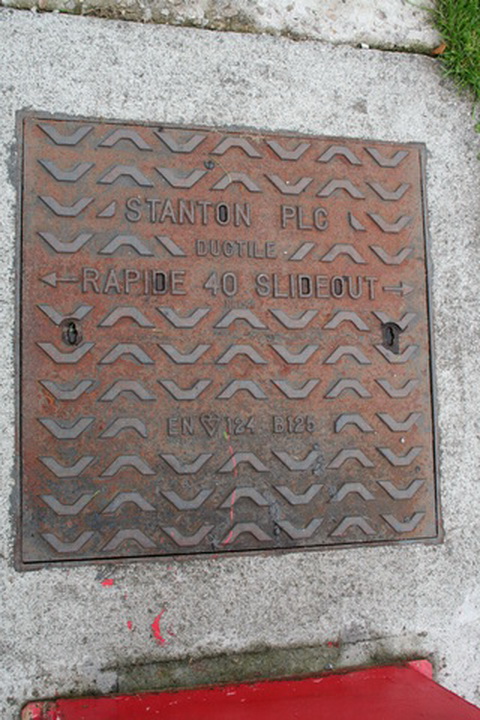 STANTON PLC
DUCTILE
←RAPIDE 40 SLIDEOUT→
EN 124 B125